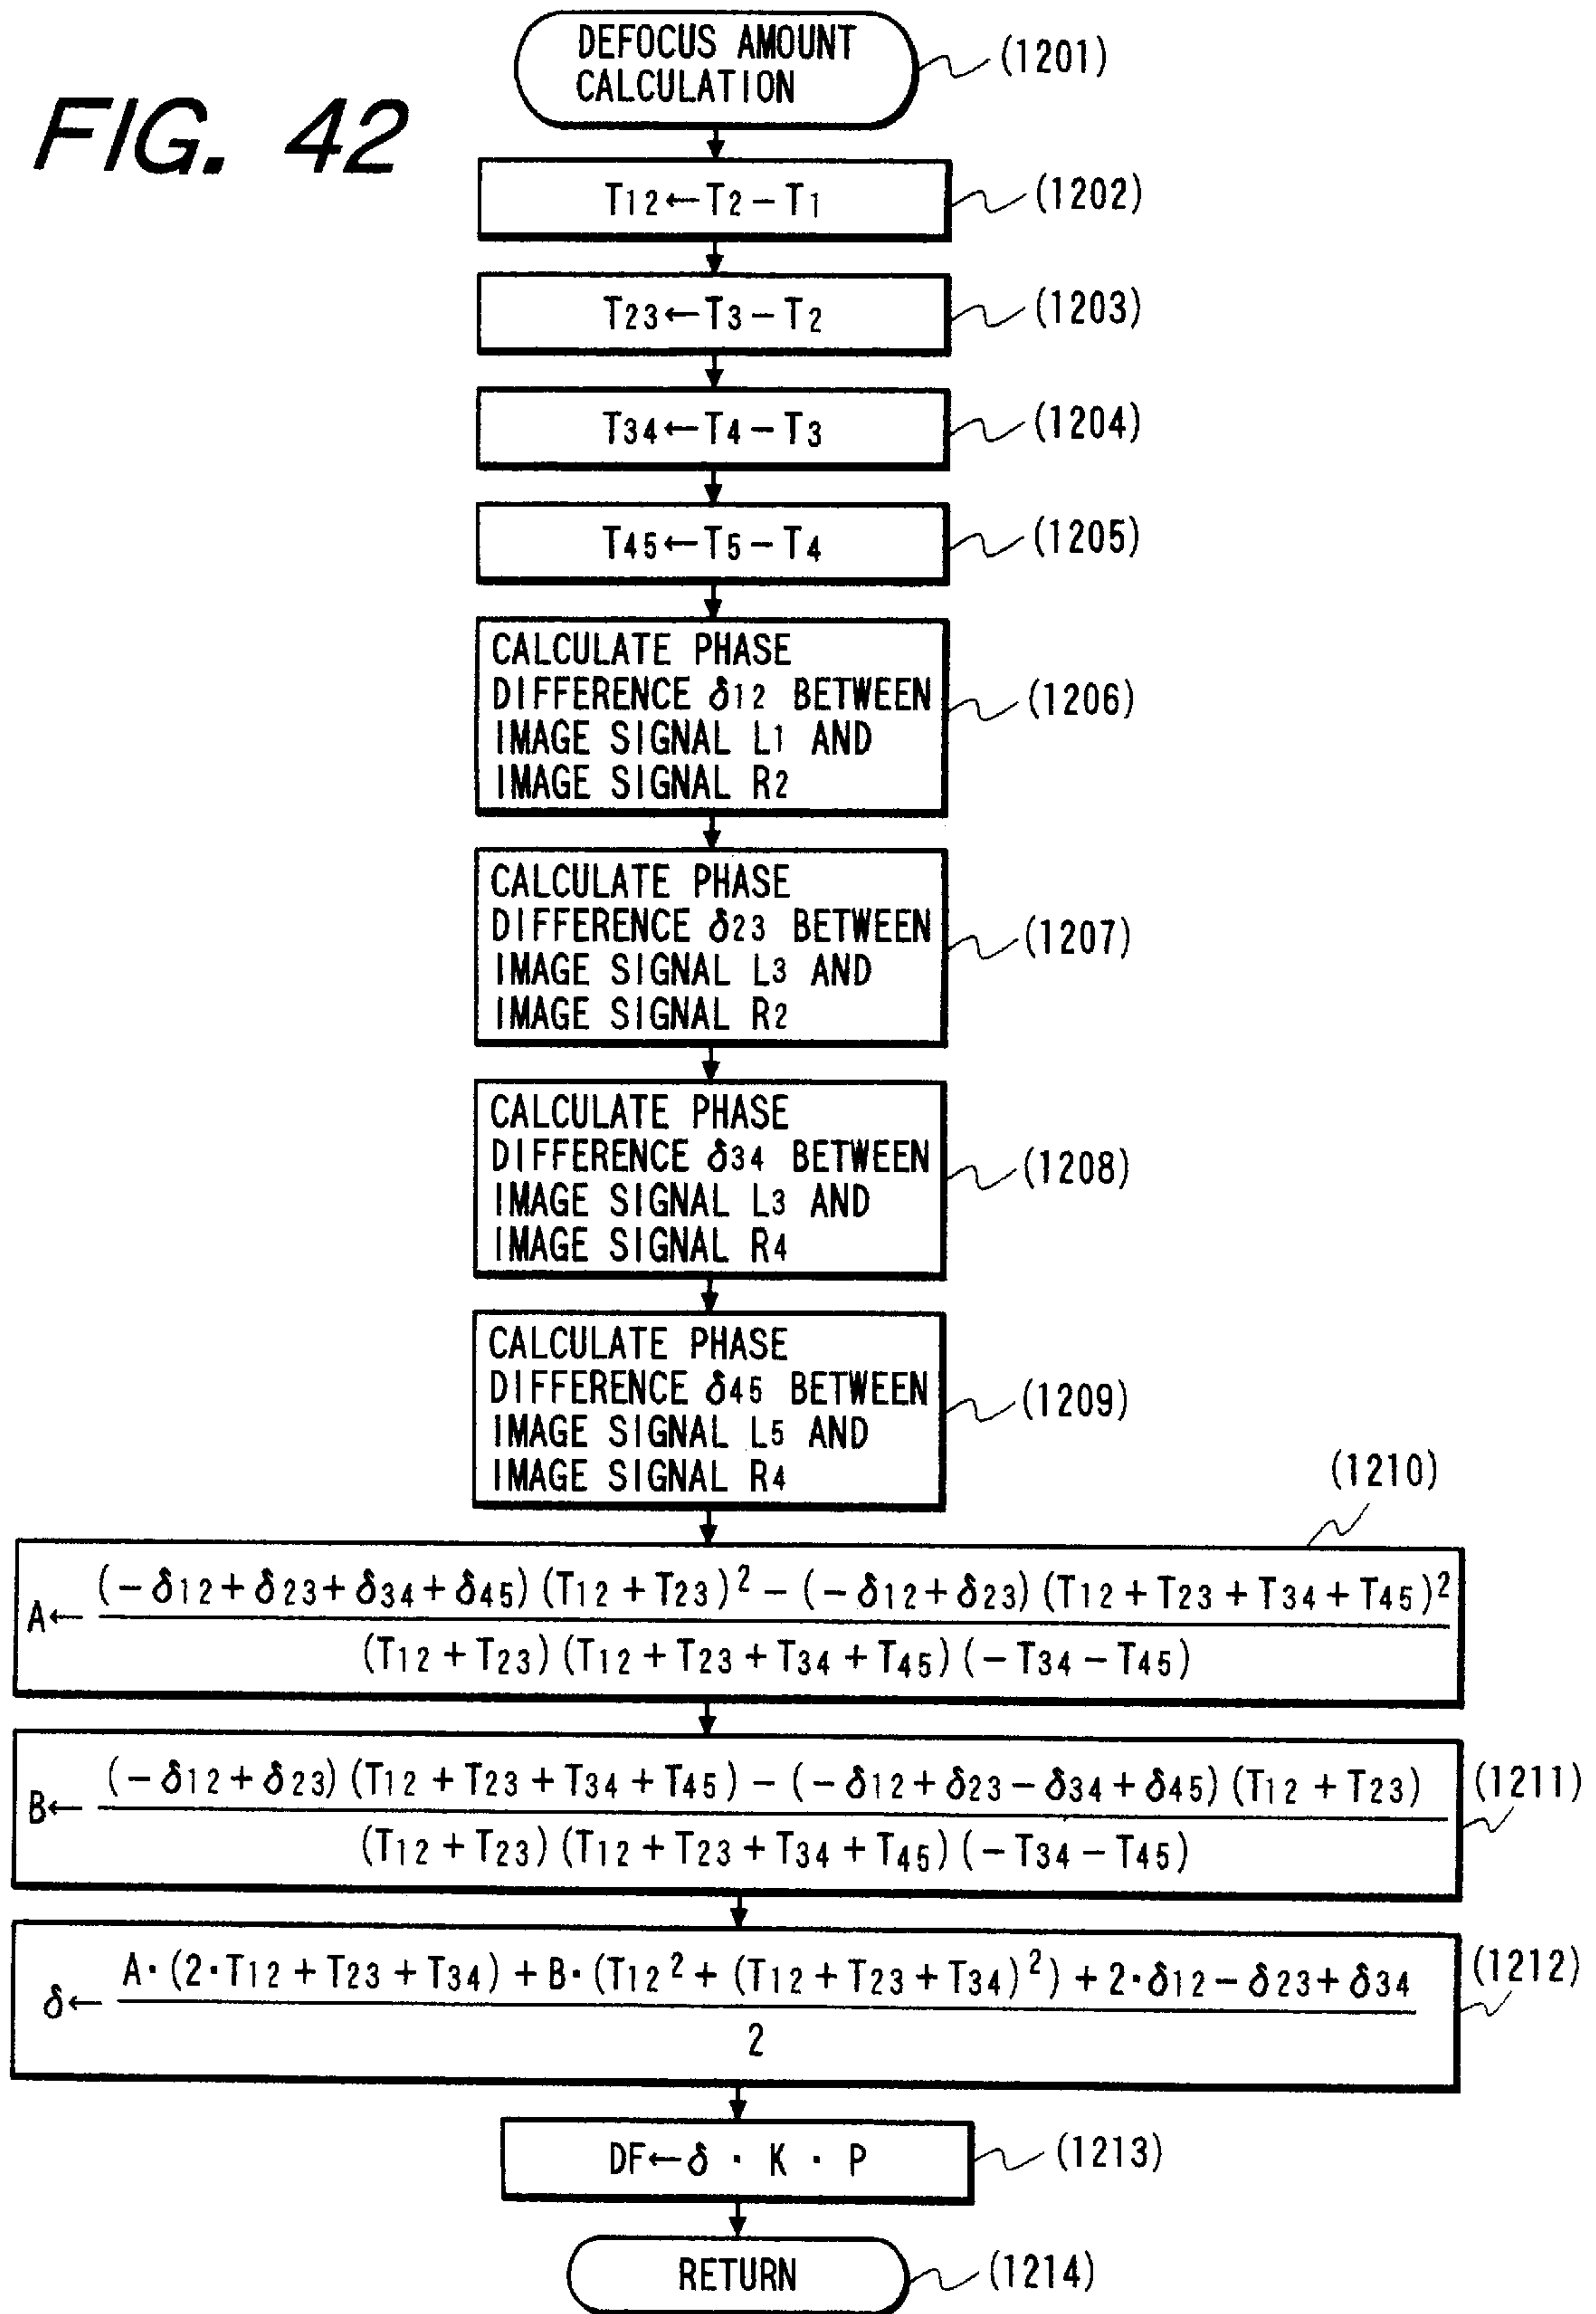 FIG. 42
DEFOCUS AMOUNT
CALCULATION
(1201)
T12←T2−T1
(1202)
T23←T3−T2
(1203)
T34←T4−T3
(1204)
T45←T5−T4
(1205)
CALCULATE PHASE
DIFFERENCE δ12 BETWEEN
IMAGE SIGNAL L1 AND
IMAGE SIGNAL R2
(1206)
CALCULATE PHASE
DIFFERENCE δ23 BETWEEN
IMAGE SIGNAL L3 AND
IMAGE SIGNAL R2
(1207)
CALCULATE PHASE
DIFFERENCE δ34 BETWEEN
IMAGE SIGNAL L3 AND
IMAGE SIGNAL R4
(1208)
CALCULATE PHASE
DIFFERENCE δ45 BETWEEN
IMAGE SIGNAL L5 AND
IMAGE SIGNAL R4
(1209)
(1210)
(−δ12+δ23+δ34+δ45)(T12+T23)²−(−δ12+δ23)(T12+T23+T34+T45)²
A←
(T12+T23)(T12+T23+T34+T45)(−T34−T45)
(−δ12+δ23)(T12+T23+T34+T45)−(−δ12+δ23−δ34+δ45)(T12+T23)
B←
(T12+T23)(T12+T23+T34+T45)(−T34−T45)
(1211)
A·(2·T12+T23+T34)+B·(T12²+(T12+T23+T34)²)+2·δ12−δ23+δ34
δ←
2
(1212)
DF←δ · K · P
(1213)
RETURN
(1214)